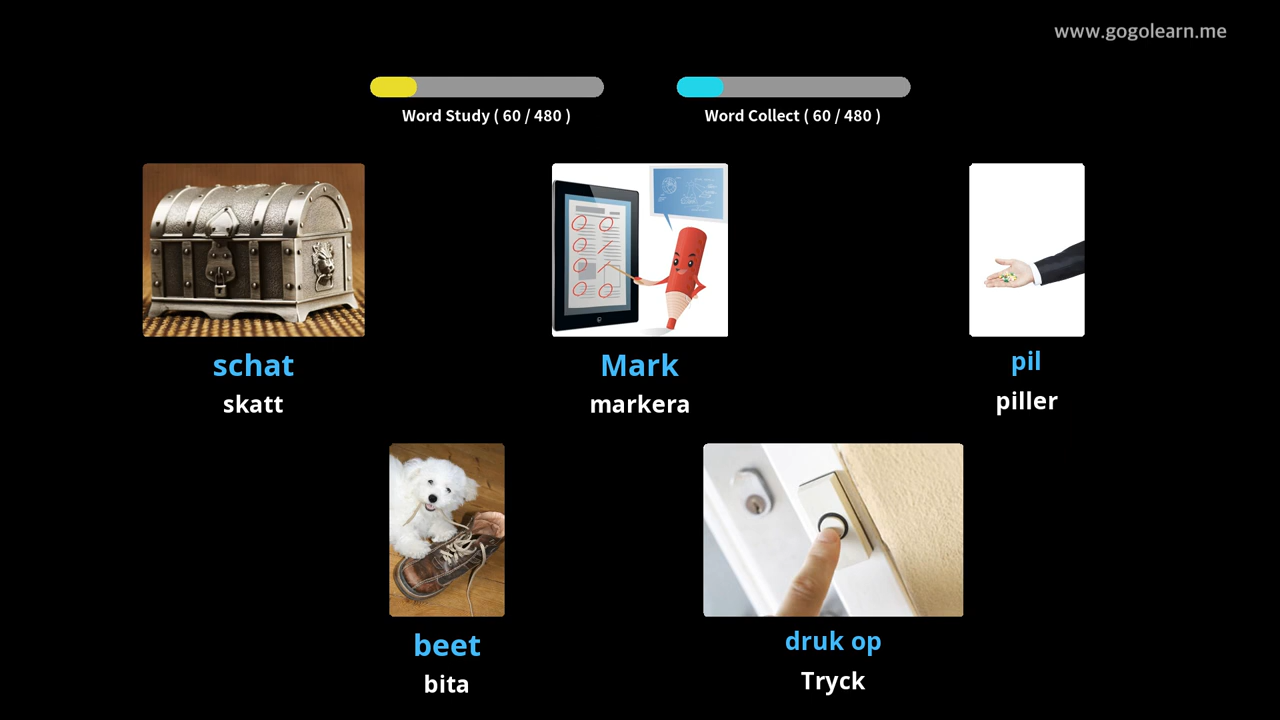 www.gogolearn.me
Word Study ( 60 / 480 )
Word Collect ( 60 / 480 )
schat
skatt
Mark
markera
pil
piller
beet
bita
druk op
Tryck